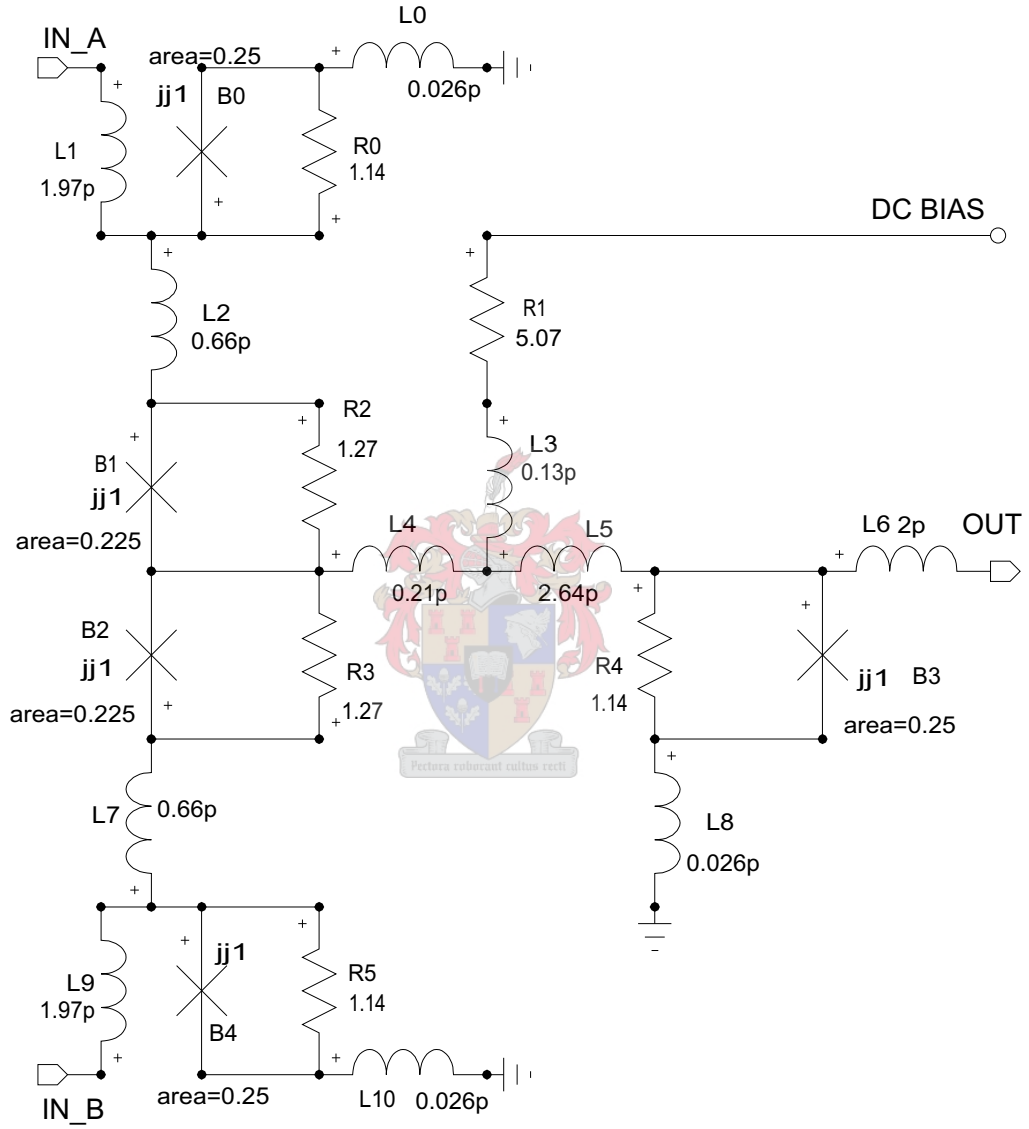 L0
IN_A
area=0.25
0.026p
jj1 B0
L1
1.97p
R0
1.14
DC BIAS
L2
0.66p
R1
5.07
R2
1.27
B1
jj1
area=0.225
L3
0.13p
L4
0.21p
L5
2.64p
L6 2p
OUT
B2
jj1
area=0.225
R3
1.27
R4
1.14
jj1 B3
area=0.25
Pectora roborant cultus recti
L7
0.66p
L8
0.026p
jj1
B4
L9
1.97p
R5
1.14
area=0.25
L10 0.026p
IN_B